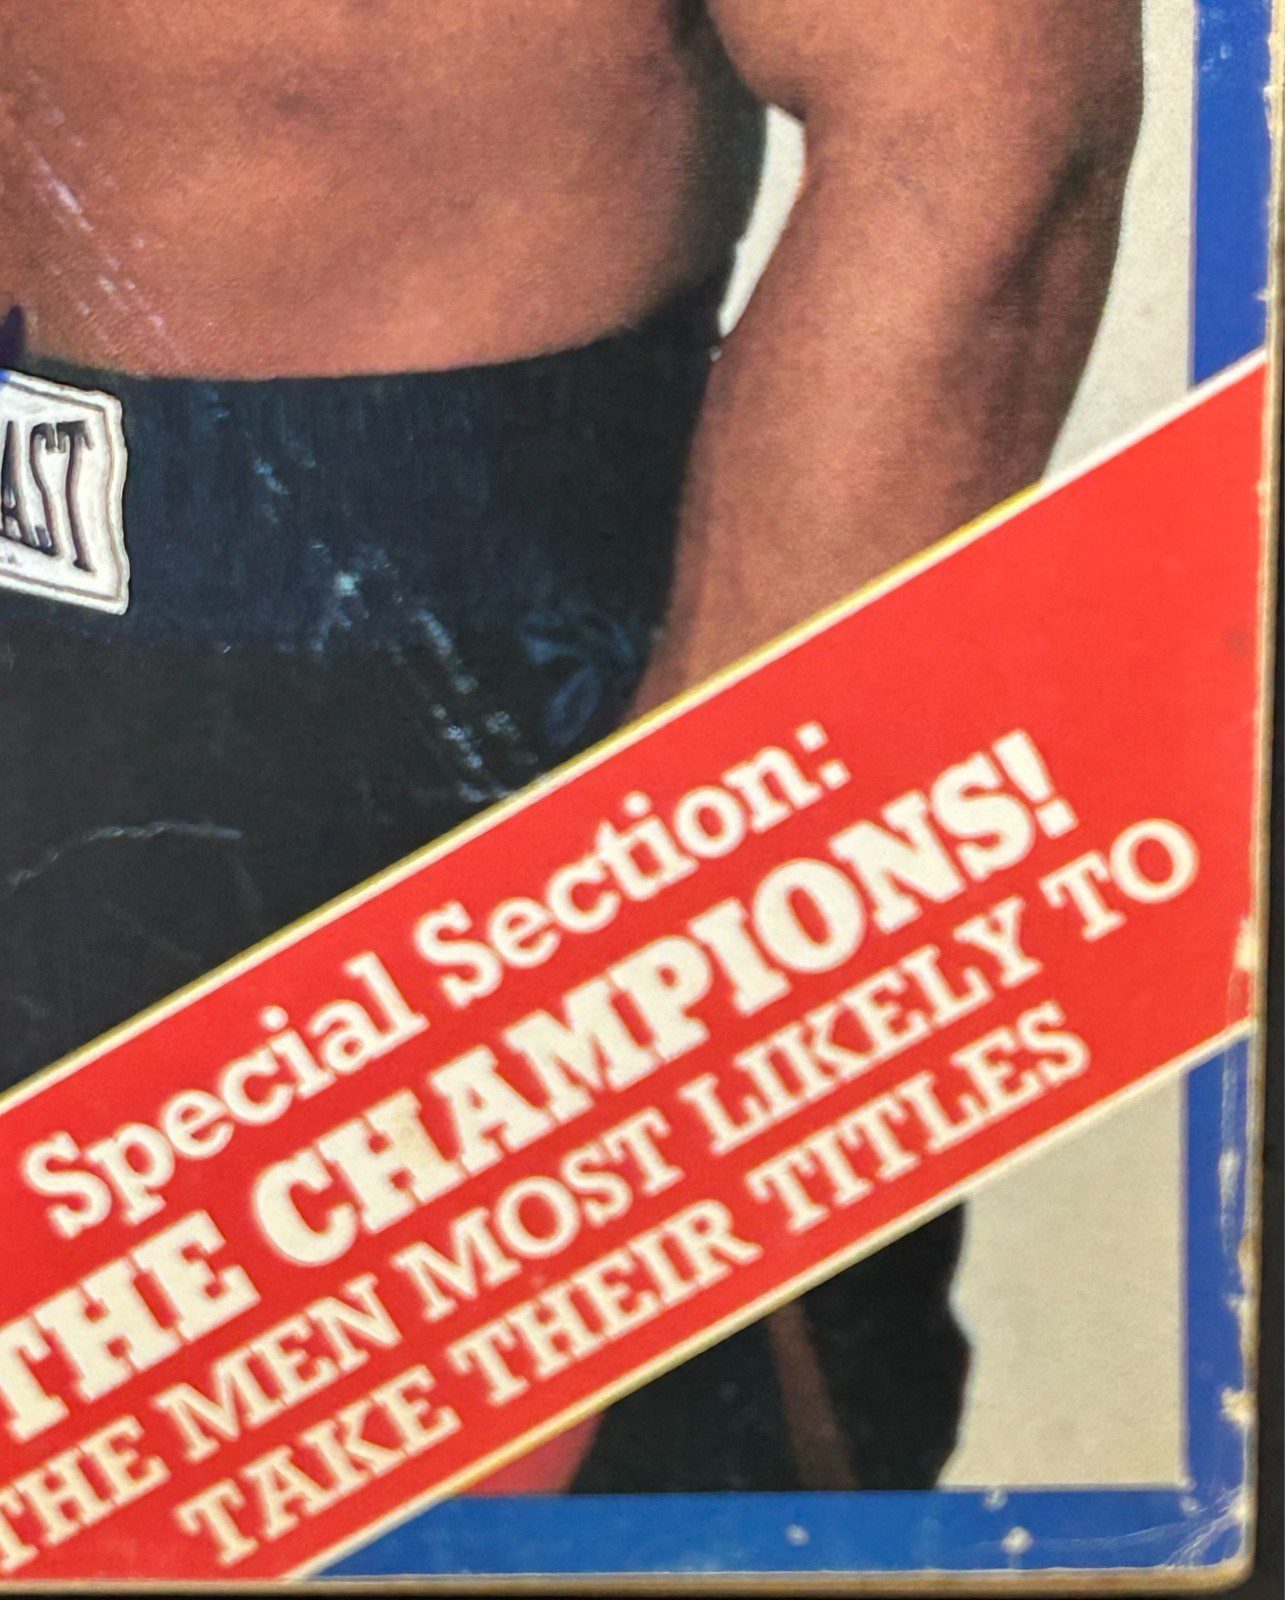 AST
Special Section:
THE CHAMPIONS!
THE MEN MOST LIKELY TO
TAKE THEIR TITLES